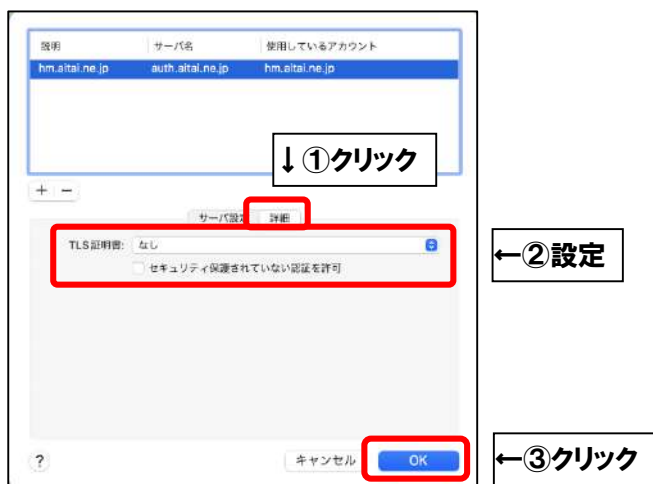 説明 サーバ名 使用しているアカウント
hm.aitai.ne.jp auth.aitai.ne.jp hm.aitai.ne.jp
↓①クリック
+ −
サーバ設定 詳細
TLS証明書: なし
←②設定
セキュリティ保護されていない認証を許可
? キャンセル OK
←③クリック